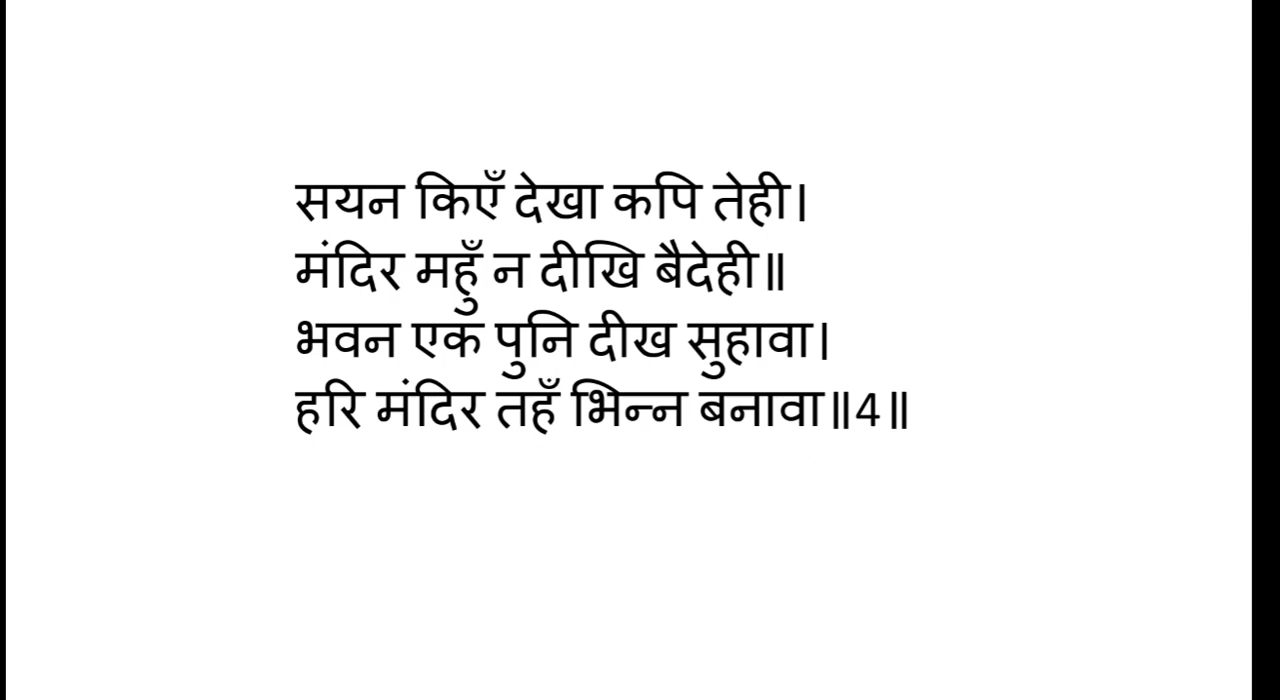 सयन किएँ देखा कपि तेही।
मंदिर महुँ न दीखि बैदेही॥
भवन एक पुनि दीख सुहावा।
हरि मंदिर तहँ भिन्न बनावा॥4॥